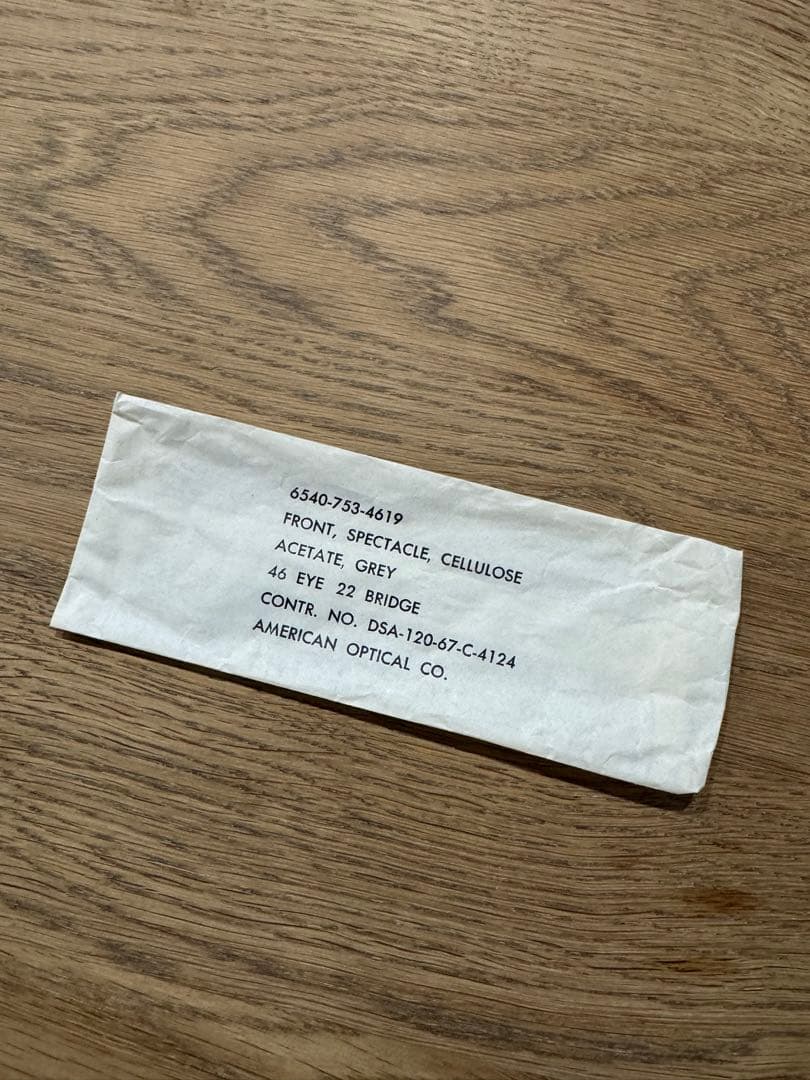 6540-753-4619
FRONT, SPECTACLE, CELLULOSE
ACETATE, GREY
46 EYE 22 BRIDGE
CONTR. NO. DSA-120-67-C-4124
AMERICAN OPTICAL CO.